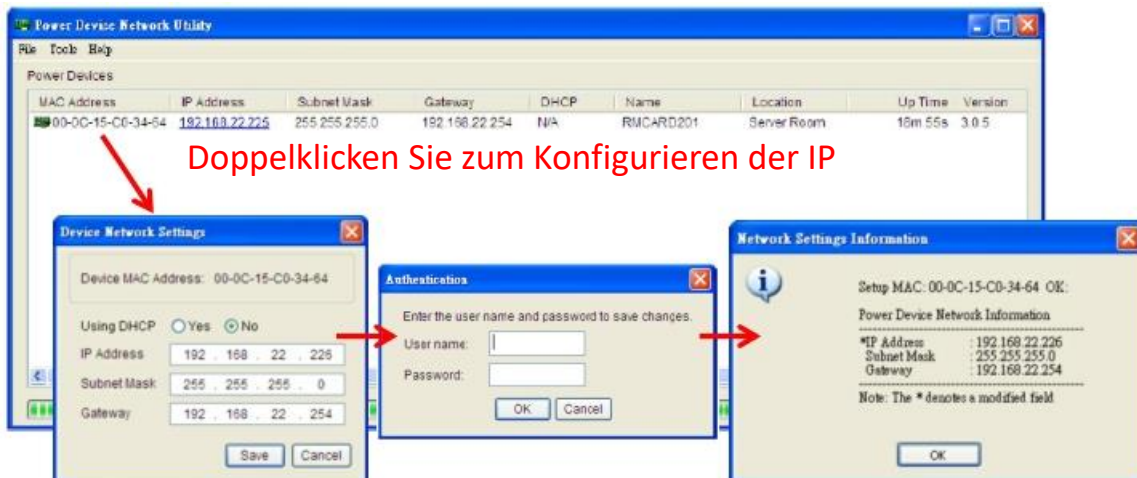 Power Device Network Utility
File Tools Help
Power Devices
MAC Address IP Address Subnet Mask Gateway DHCP Name Location Up Time Version
00-0C-15-C0-34-64 192.168.22.225 255.255.255.0 192.168.22.254 N/A RMCARD201 Server Room 18m 55s 3.0.5
Doppelklicken Sie zum Konfigurieren der IP
Device Network Settings
Device MAC Address: 00-0C-15-C0-34-64
Using DHCP Yes No
IP Address 192 . 168 . 22 . 226
Subnet Mask 255 . 255 . 255 . 0
Gateway 192 . 168 . 22 . 254
Save Cancel
Authentication
Enter the user name and password to save changes.
User name:
Password:
OK Cancel
Network Settings Information
Setup MAC: 00-0C-15-C0-34-64 OK:
Power Device Network Information
--------------------------------------------
*IP Address : 192.168.22.226
Subnet Mask : 255.255.255.0
Gateway : 192.168.22.254
--------------------------------------------
Note: The * denotes a modified field
OK